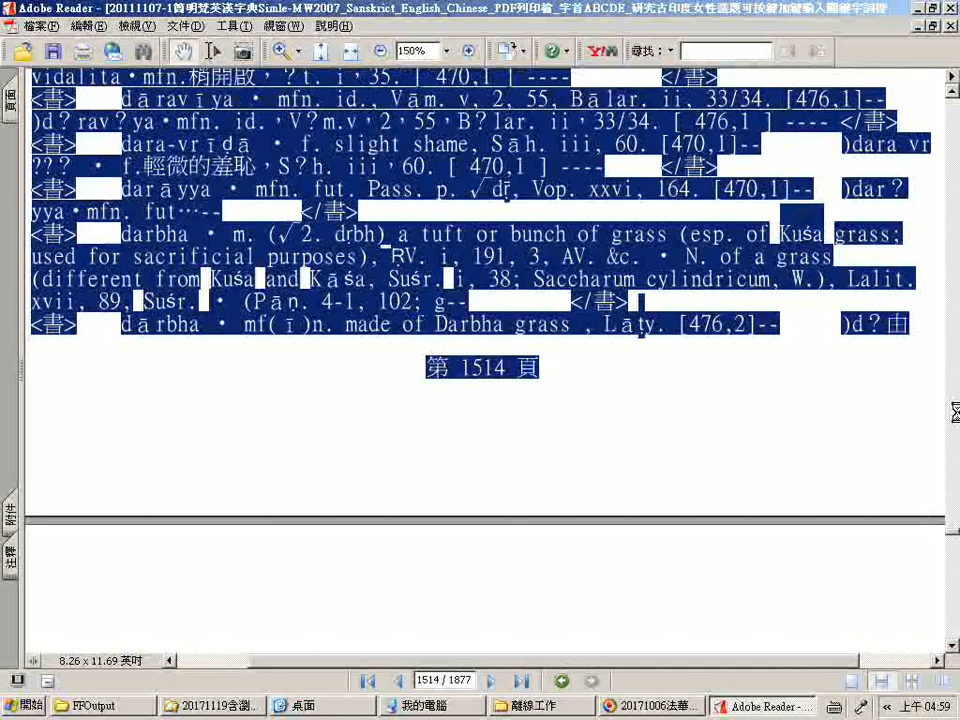 Adobe Reader - [20111107-1簡明梵英漢字典Simle-MW2007_Sanskrict_English_Chinese_PDF列印檔_字首ABCDE_研究古印度女性議題可按鍵加鍵輸入關鍵字詞搜
檔案(F) 編輯(E) 檢視(V) 文件(D) 工具(T) 視窗(W) 說明(H)
150% 尋找：
頁面
vidalita‧mfn.稍開啟，？t. i，35. [ 470,1 ] ---- </書>
<書> dāravīya ‧ mfn. id., Vām. v, 2, 55, Bālar. ii, 33/34. [476,1]--
)d？rav？ya‧mfn. id.，V？m.v，2，55，B？lar. ii，33/34. [ 476,1 ] ---- </書>
<書> dara-vrīḍā ‧ f. slight shame, Sāh. iii, 60. [470,1]-- )dara vr
??？ ‧ f.輕微的羞恥，S？h. iii，60. [ 470,1 ] ---- </書>
<書> darāyya ‧ mfn. fut. Pass. p. √dṝ, Vop. xxvi, 164. [470,1]-- )dar？
yya‧mfn. fut…-- </書>
<書> darbha ‧ m. (√2. dṛbh) a tuft or bunch of grass (esp. of Kuśa grass;
used for sacrificial purposes), RV. i, 191, 3, AV. &c. ‧ N. of a grass
(different from Kuśa and Kāśa, Suśr. i, 38; Saccharum cylindricum, W.), Lalit.
xvii, 89, Suśr. ‧ (Pāṇ. 4-1, 102; g-- </書>
<書> dārbha ‧ mf(ī)n. made of Darbha grass , Lāṭy. [476,2]-- )d？由
第 1514 頁
附件
注釋
8.26 x 11.69 英吋
1514 / 1877
開始 FFOutput 20171119含瀏... 桌面 我的電腦 離線工作 20171006法華... Adobe Reader - [... 上午 04:59